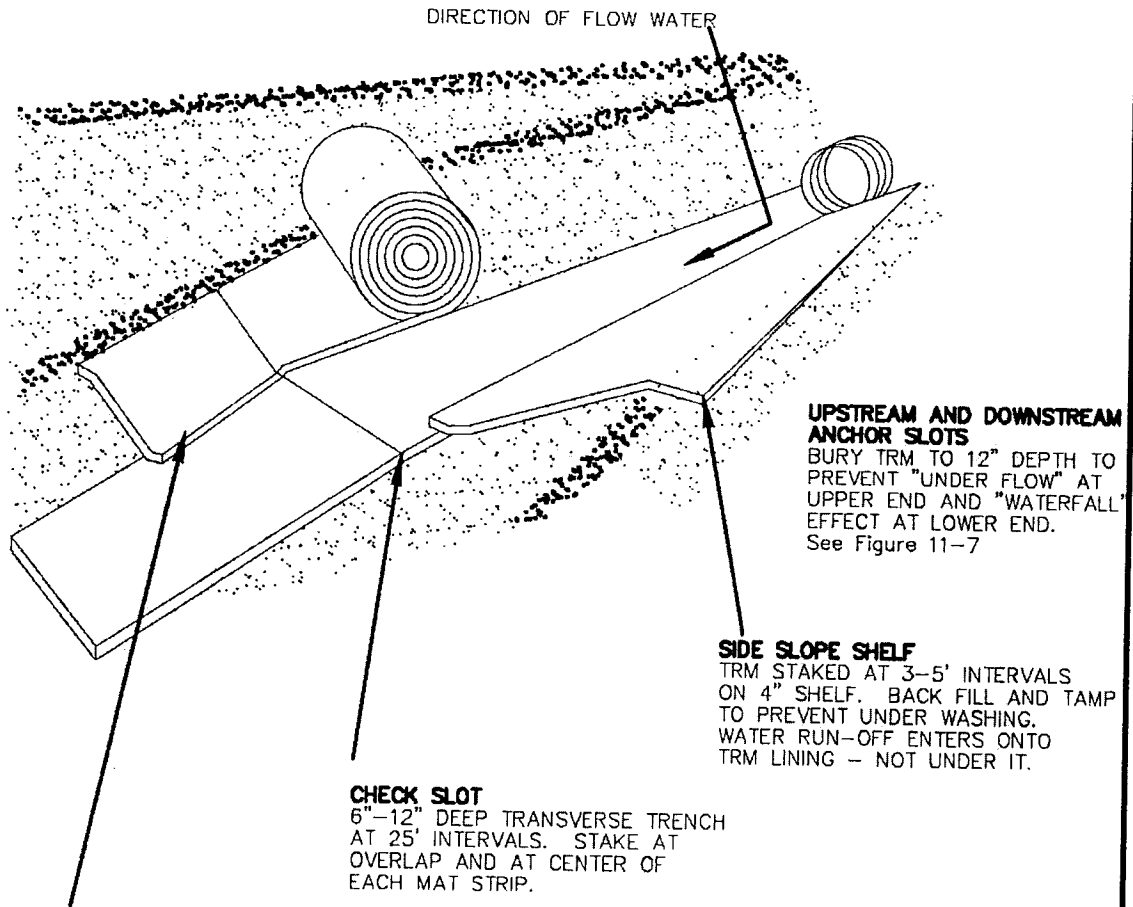 DIRECTION OF FLOW WATER
UPSTREAM AND DOWNSTREAM
ANCHOR SLOTS
BURY TRM TO 12" DEPTH TO
PREVENT "UNDER FLOW" AT
UPPER END AND "WATERFALL'
EFFECT AT LOWER END.
See Figure 11-7
SIDE SLOPE SHELF
TRM STAKED AT 3-5' INTERVALS
ON 4" SHELF. BACK FILL AND TAMP
TO PREVENT UNDER WASHING.
WATER RUN-OFF ENTERS ONTO
TRM LINING - NOT UNDER IT.
CHECK SLOT
6"-12" DEEP TRANSVERSE TRENCH
AT 25' INTERVALS. STAKE AT
OVERLAP AND AT CENTER OF
EACH MAT STRIP.